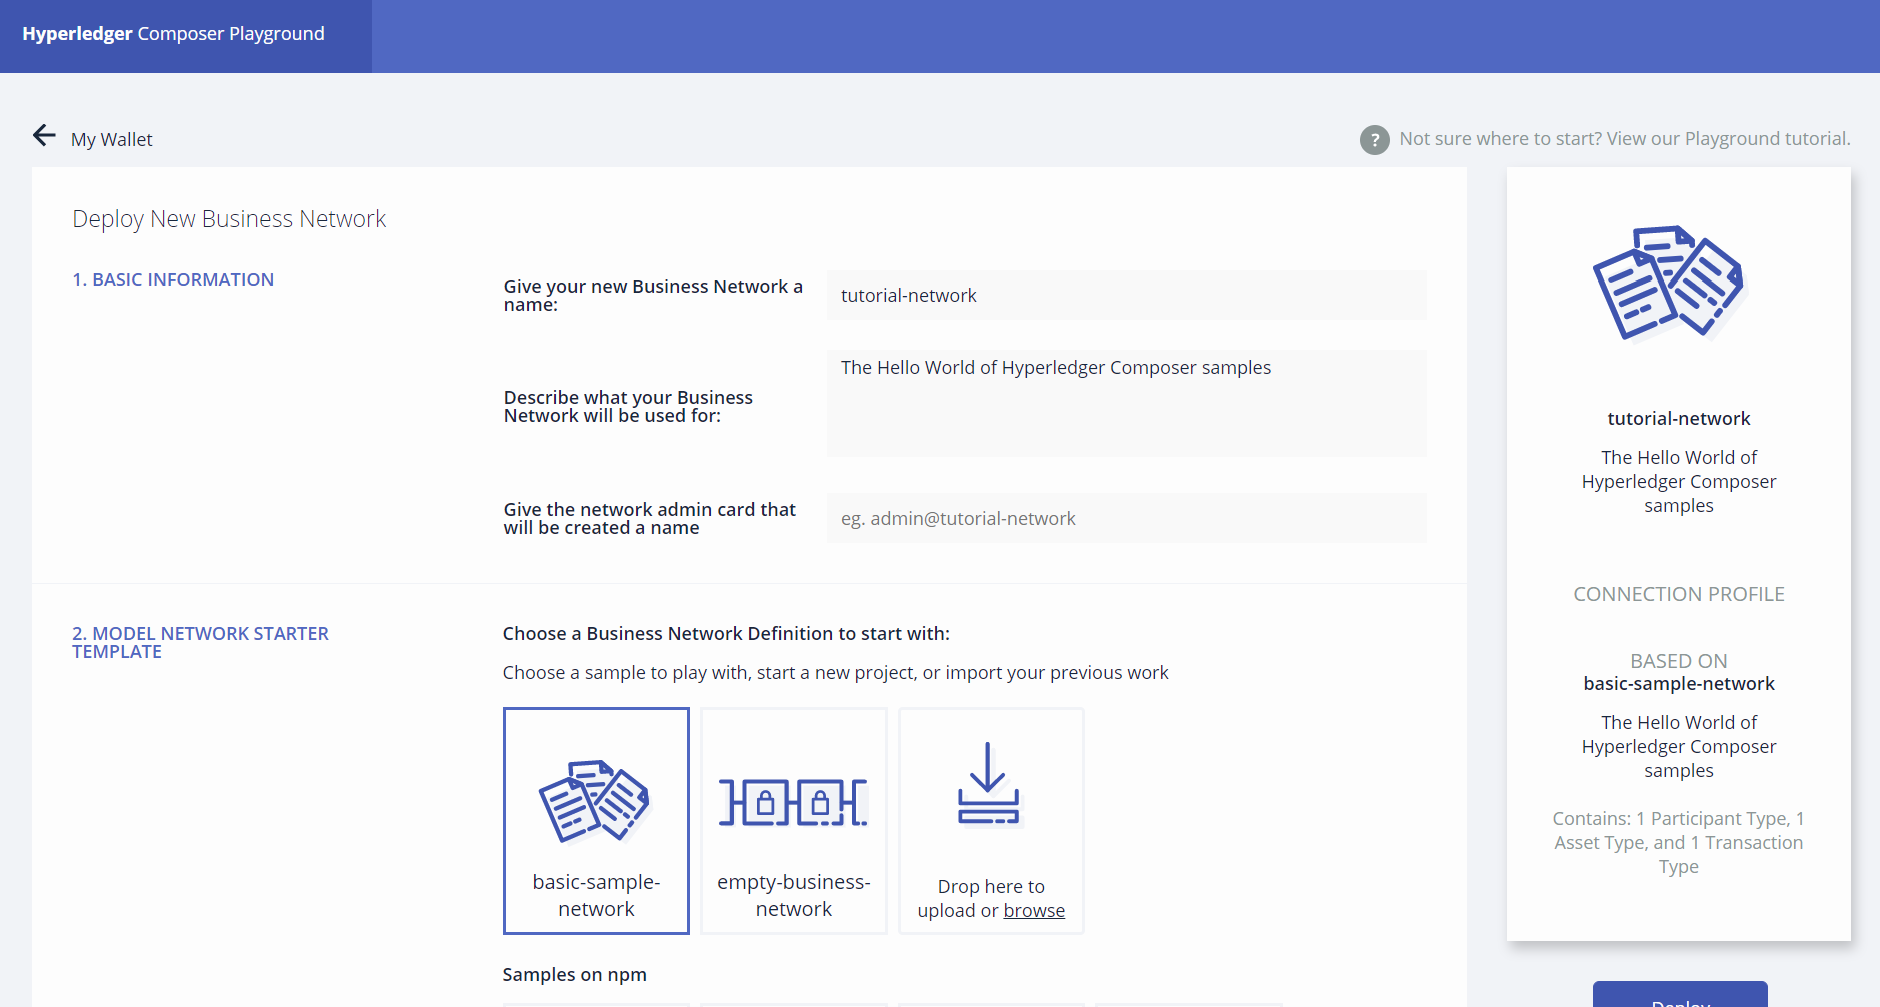 Hyperledger Composer Playground
My Wallet
? Not sure where to start? View our Playground tutorial.
Deploy New Business Network
1. BASIC INFORMATION
Give your new Business Network a
name:
tutorial-network
Describe what your Business
Network will be used for:
The Hello World of Hyperledger Composer samples
Give the network admin card that
will be created a name
eg. admin@tutorial-network
2. MODEL NETWORK STARTER
TEMPLATE
Choose a Business Network Definition to start with:
Choose a sample to play with, start a new project, or import your previous work
basic-sample-
network
empty-business-
network
Drop here to
upload or browse
Samples on npm
tutorial-network
The Hello World of
Hyperledger Composer
samples
CONNECTION PROFILE
BASED ON
basic-sample-network
The Hello World of
Hyperledger Composer
samples
Contains: 1 Participant Type, 1
Asset Type, and 1 Transaction
Type
Deploy